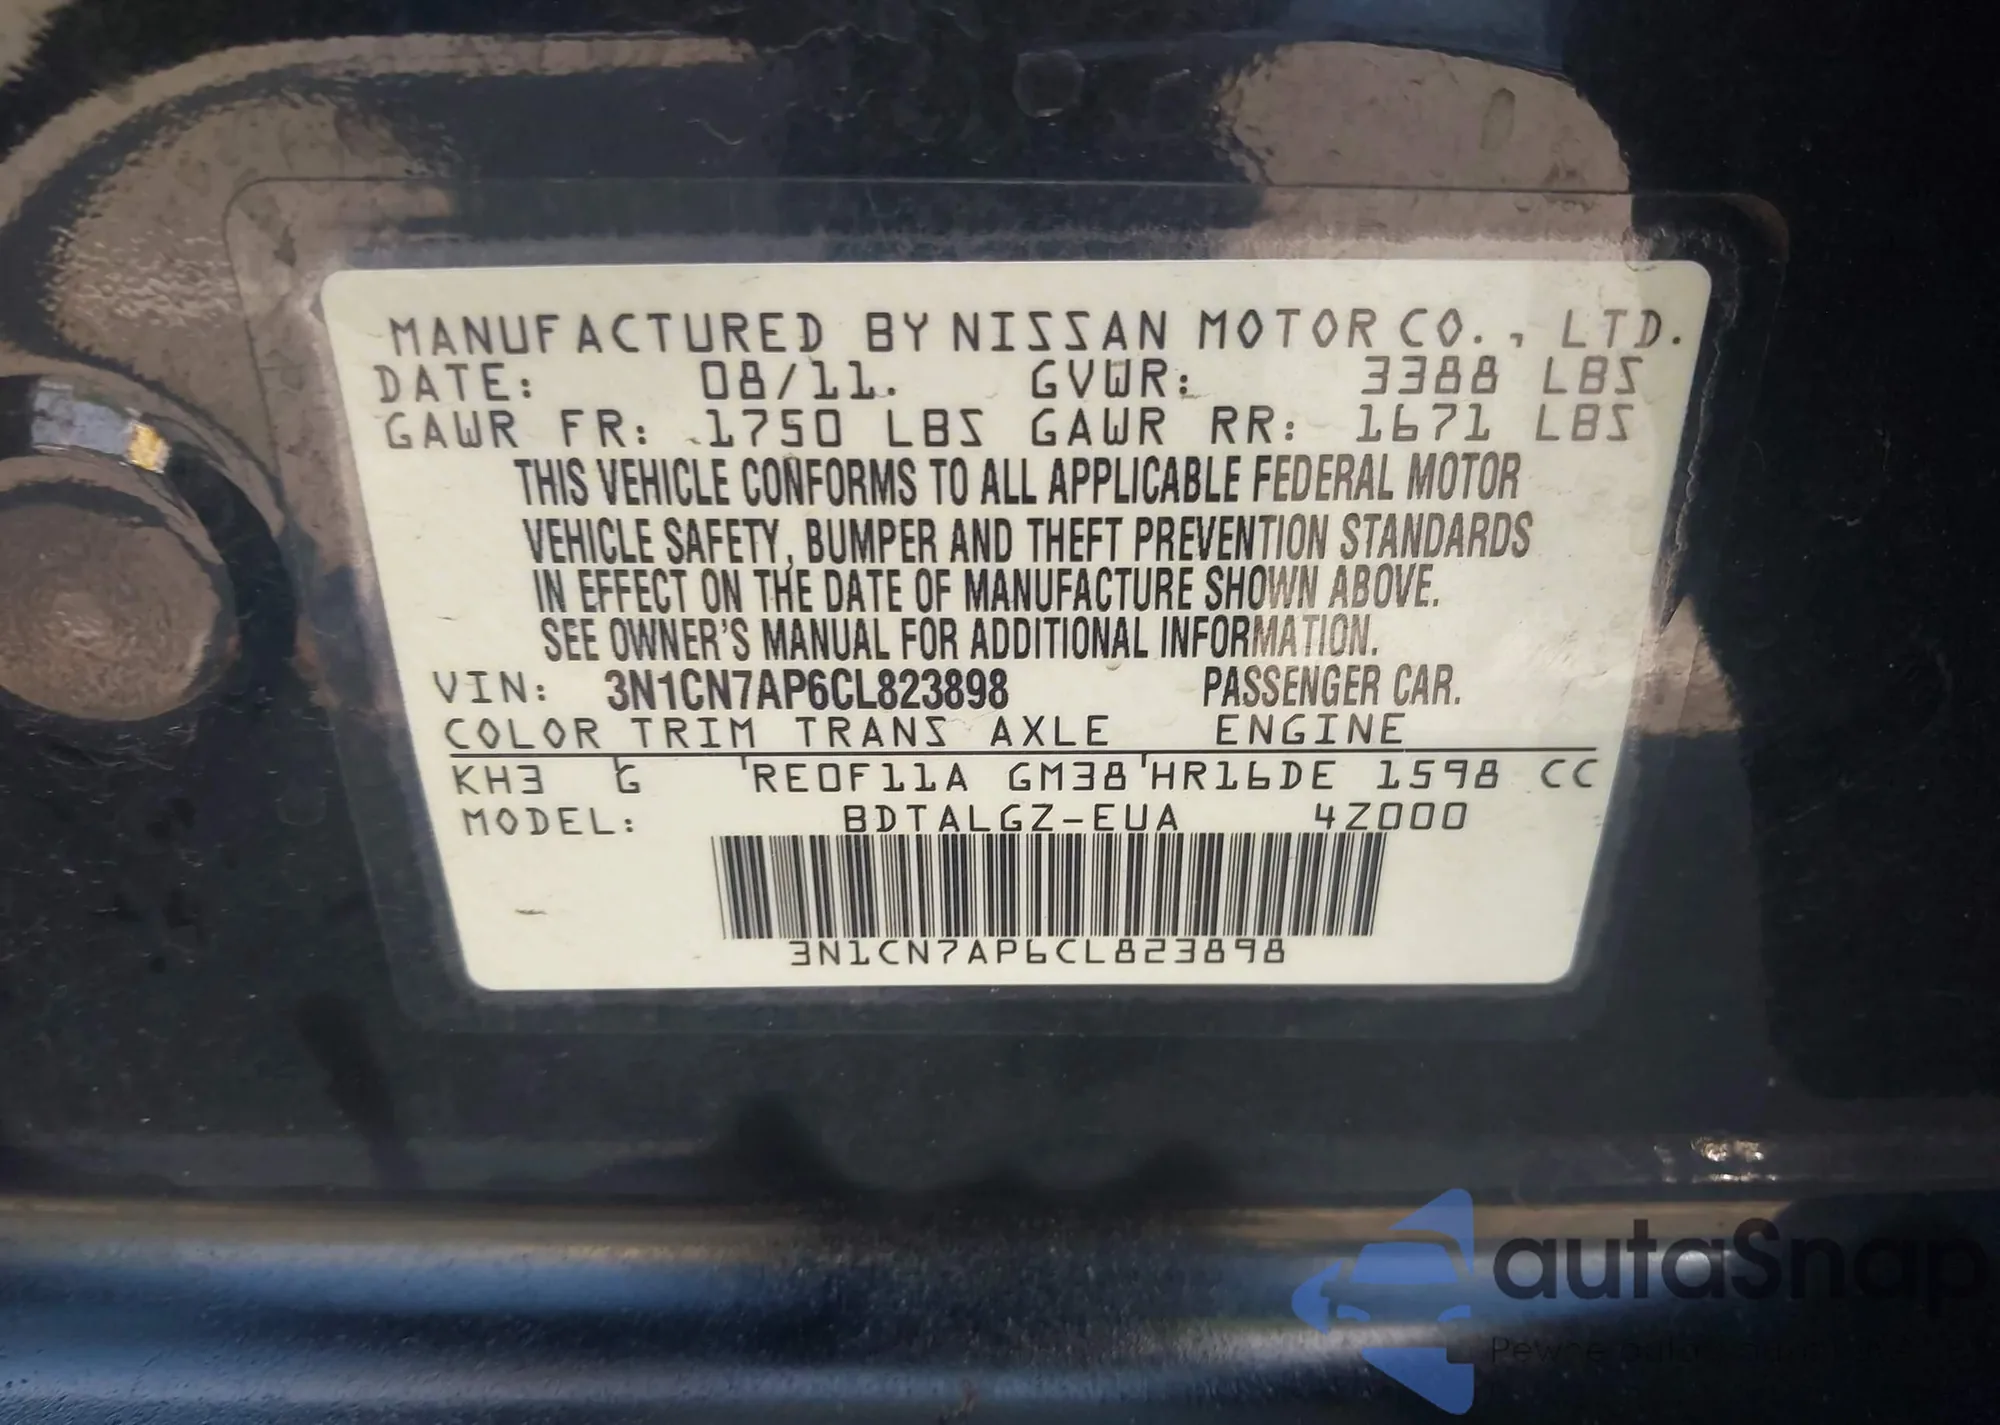 MANUFACTURED BY NISSAN MOTOR CO., LTD.
DATE: 08/11. GVWR: 3388 LBS
GAWR FR: 1750 LBS GAWR RR: 1671 LBS
THIS VEHICLE CONFORMS TO ALL APPLICABLE FEDERAL MOTOR
VEHICLE SAFETY, BUMPER AND THEFT PREVENTION STANDARDS
IN EFFECT ON THE DATE OF MANUFACTURE SHOWN ABOVE.
SEE OWNER'S MANUAL FOR ADDITIONAL INFORMATION.
VIN: 3N1CN7AP6CL823898 PASSENGER CAR.
COLOR TRIM TRANS AXLE ENGINE
KH3 G RE0F11A GM38 HR16DE 1598 CC
MODEL: BDTALGZ-EUA 4Z000
3N1CN7AP6CL823898
autaSnap